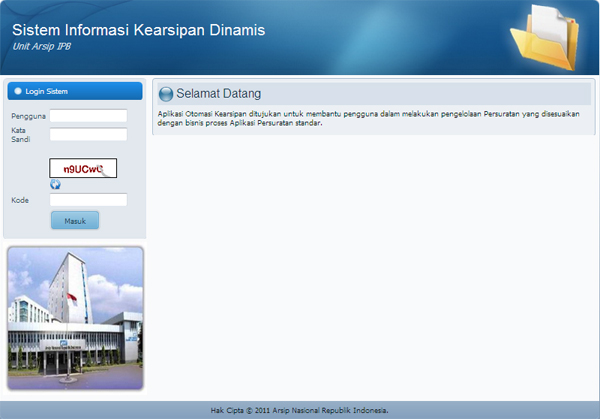 Sistem Informasi Kearsipan Dinamis
Unit Arsip IPB
Login Sistem
Pengguna
Kata
Sandi
n9UCwC
Kode
Masuk
Selamat Datang
Aplikasi Otomasi Kearsipan ditujukan untuk membantu pengguna dalam melakukan pengelolaan Persuratan yang disesuaikan
dengan bisnis proses Aplikasi Persuratan standar.
Hak Cipta © 2011 Arsip Nasional Republik Indonesia.